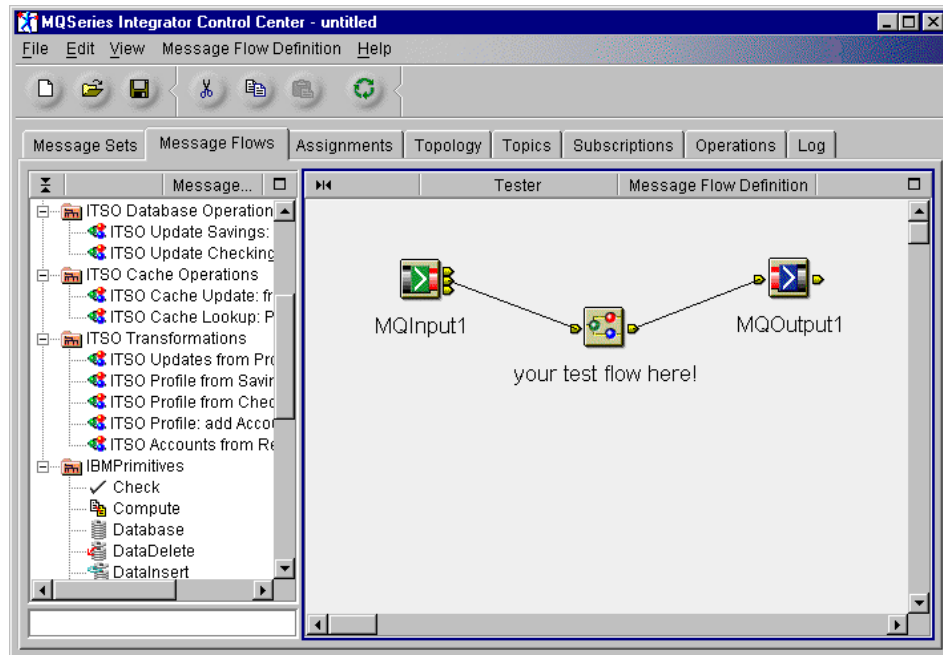 MQSeries Integrator Control Center - untitled
File Edit View Message Flow Definition Help
Message Sets Message Flows Assignments Topology Topics Subscriptions Operations Log
Message...
ITSO Database Operation
ITSO Update Savings:
ITSO Update Checking
ITSO Cache Operations
ITSO Cache Update: fr
ITSO Cache Lookup: P
ITSO Transformations
ITSO Updates from Pro
ITSO Profile from Savin
ITSO Profile from Chec
ITSO Profile: add Accou
ITSO Accounts from Re
IBMPrimitives
Check
Compute
Database
DataDelete
DataInsert
Tester Message Flow Definition
MQInput1
your test flow here!
MQOutput1